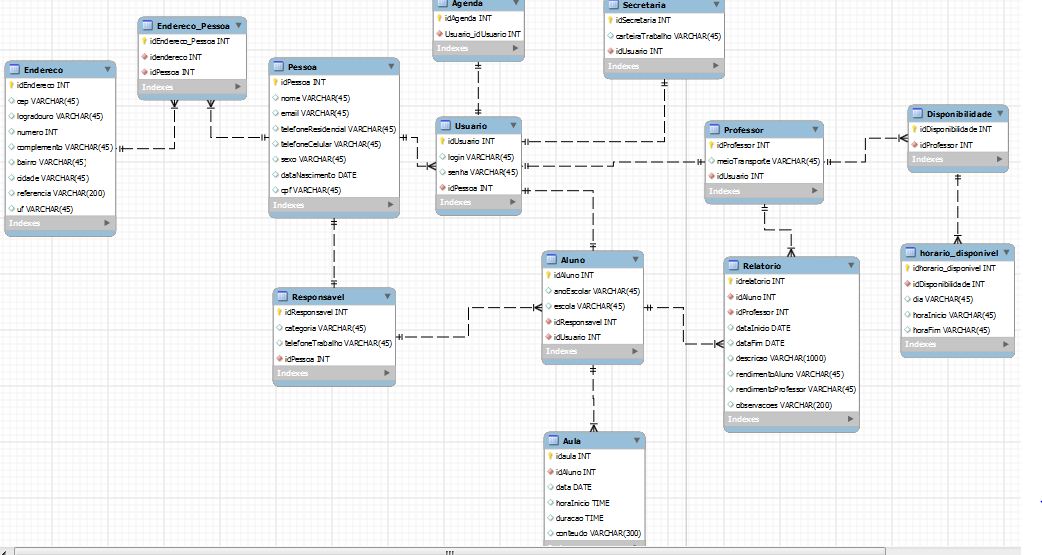 Agenda
idAgenda INT
Usuario_idUsuario INT
Indexes
Secretaria
idSecretaria INT
carteiraTrabalho VARCHAR(45)
idUsuario INT
Indexes
Endereco_Pessoa
idEndereco_Pessoa INT
idendereco INT
idPessoa INT
Indexes
Endereco
idEndereco INT
cep VARCHAR(45)
logradouro VARCHAR(45)
numero INT
complemento VARCHAR(45)
bairro VARCHAR(45)
cidade VARCHAR(45)
referencia VARCHAR(200)
uf VARCHAR(45)
Indexes
Pessoa
idPessoa INT
nome VARCHAR(45)
email VARCHAR(45)
telefoneResidencial VARCHAR(45)
telefoneCelular VARCHAR(45)
sexo VARCHAR(45)
dataNascimento DATE
cpf VARCHAR(45)
Indexes
Usuario
idUsuario INT
login VARCHAR(45)
senha VARCHAR(45)
idPessoa INT
Indexes
Professor
idProfessor INT
meioTransporte VARCHAR(45)
idUsuario INT
Indexes
Disponibilidade
idDisponibilidade INT
idProfessor INT
Indexes
Responsavel
idResponsavel INT
categoria VARCHAR(45)
telefoneTrabalho VARCHAR(45)
idPessoa INT
Indexes
Aluno
idAluno INT
anoEscolar VARCHAR(45)
escola VARCHAR(45)
idResponsavel INT
idUsuario INT
Indexes
Relatorio
idrelatorio INT
idAluno INT
idProfessor INT
dataInicio DATE
dataFim DATE
descricao VARCHAR(1000)
rendimentoAluno VARCHAR(45)
rendimentoProfessor VARCHAR(45)
observacoes VARCHAR(200)
Indexes
horario_disponivel
idhorario_disponivel INT
idDisponibilidade INT
dia VARCHAR(45)
horaInicio VARCHAR(45)
horaFim VARCHAR(45)
Indexes
Aula
idaula INT
idAluno INT
data DATE
horaInicio TIME
duracao TIME
conteudo VARCHAR(300)